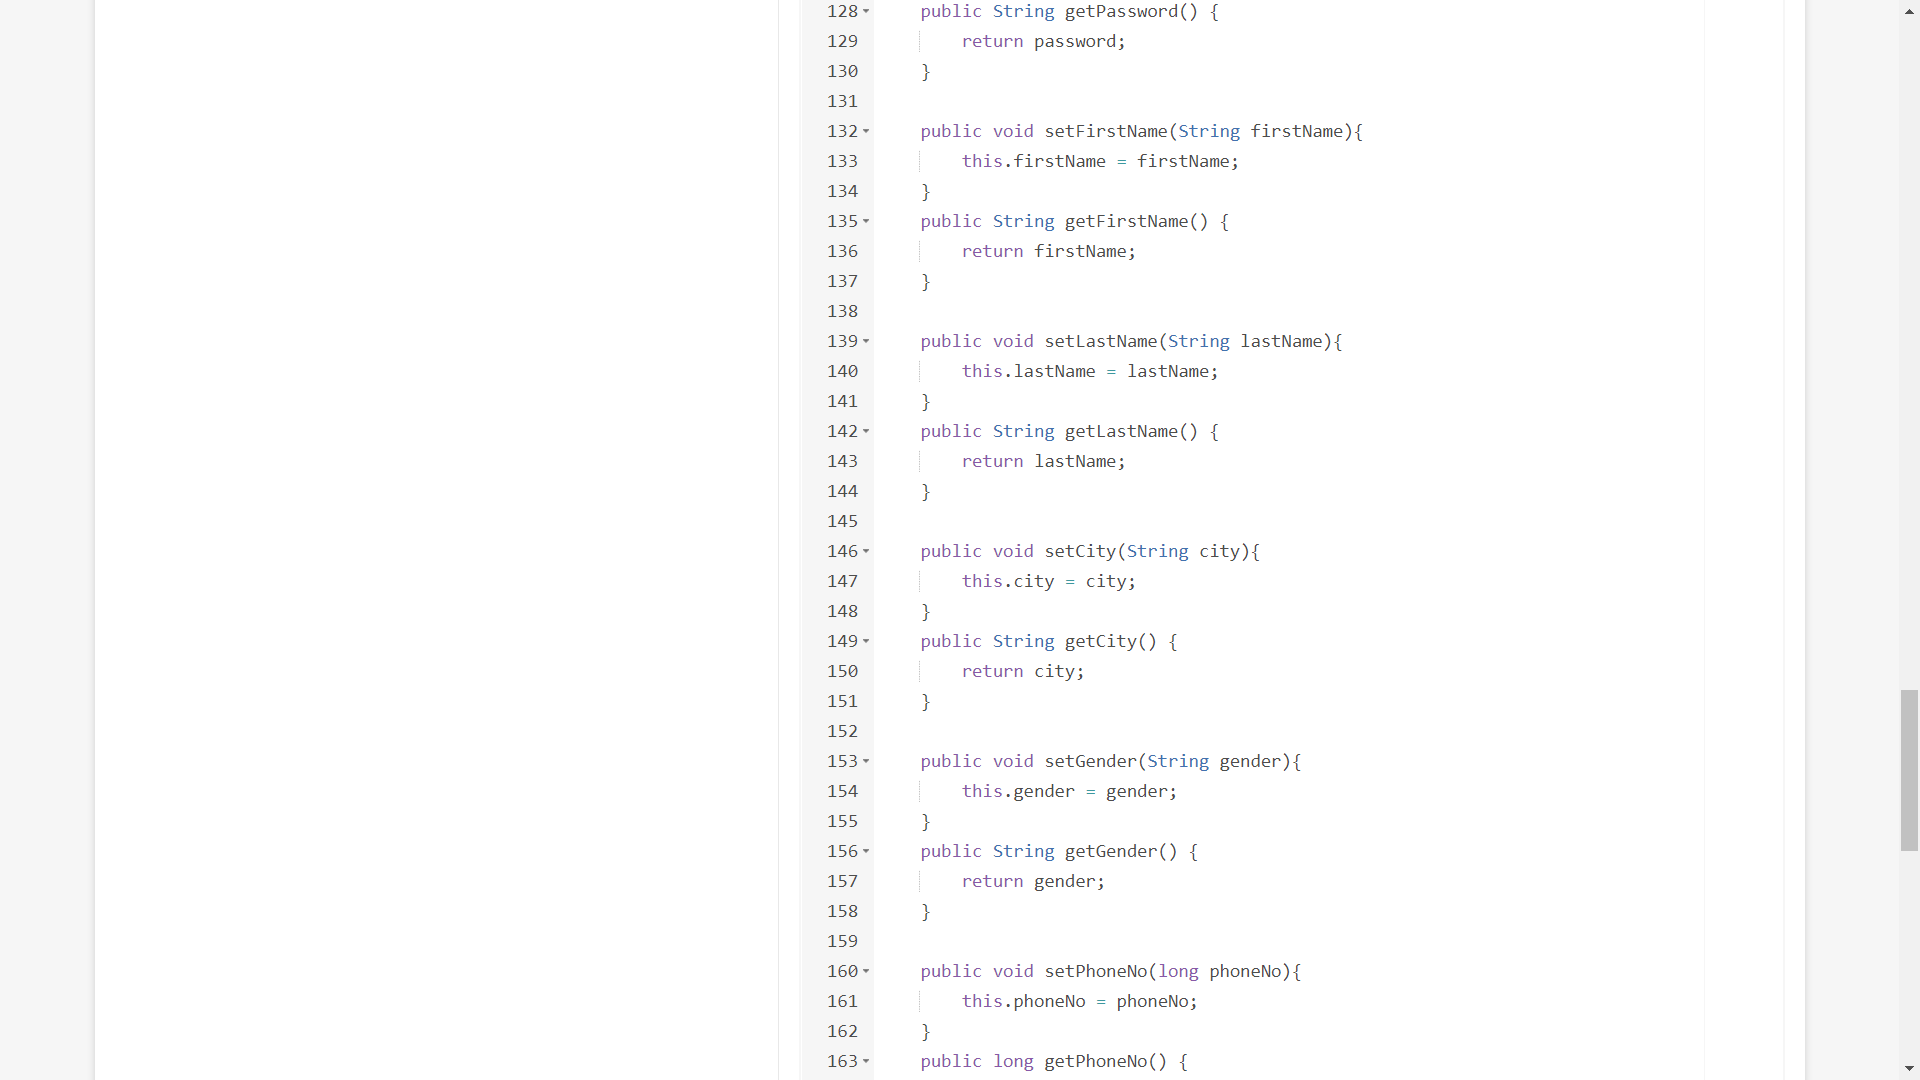 128 public String getPassword() {
129 return password;
130 }
131
132 public void setFirstName(String firstName){
133 this.firstName = firstName;
134 }
135 public String getFirstName() {
136 return firstName;
137 }
138
139 public void setLastName(String lastName){
140 this.lastName = lastName;
141 }
142 public String getLastName() {
143 return lastName;
144 }
145
146 public void setCity(String city){
147 this.city = city;
148 }
149 public String getCity() {
150 return city;
151 }
152
153 public void setGender(String gender){
154 this.gender = gender;
155 }
156 public String getGender() {
157 return gender;
158 }
159
160 public void setPhoneNo(long phoneNo){
161 this.phoneNo = phoneNo;
162 }
163 public long getPhoneNo() {